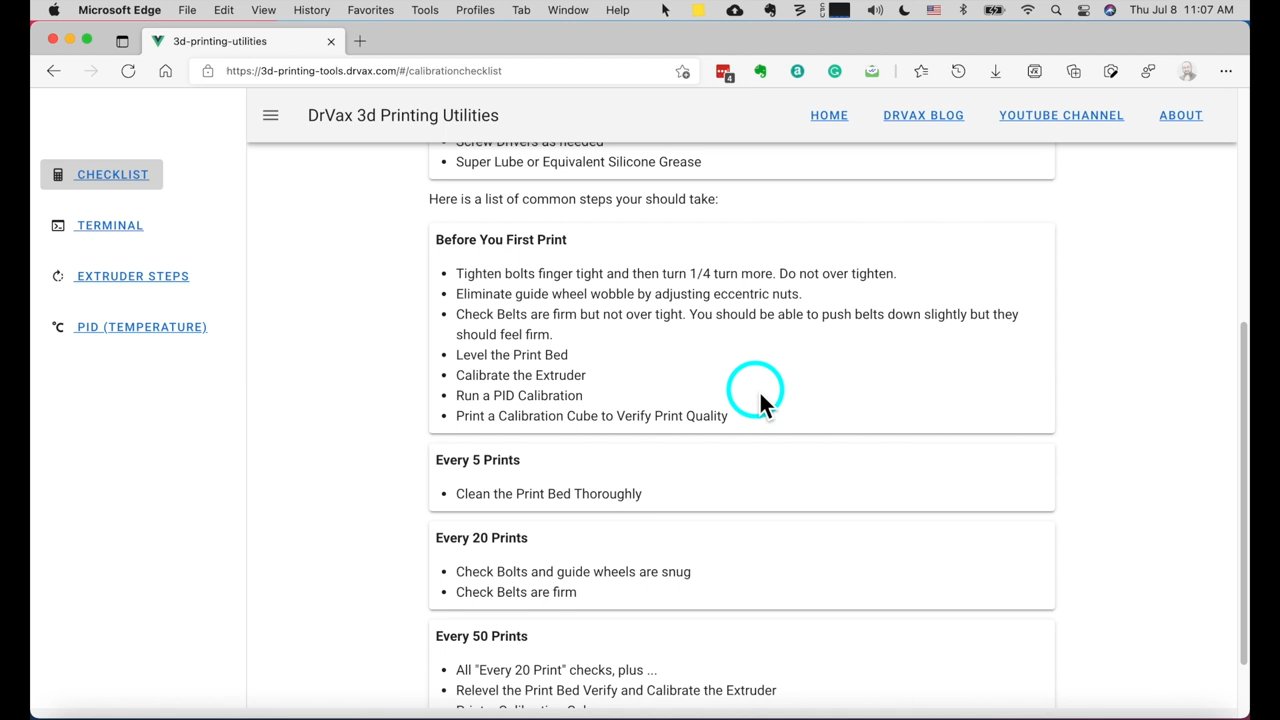 Microsoft Edge File Edit View History Favorites Tools Profiles Tab Window Help Thu Jul 8 11:07 AM
3d-printing-utilities
https://3d-printing-tools.drvax.com/#/calibrationchecklist
4
DrVax 3d Printing Utilities
HOME DRVAX BLOG YOUTUBE CHANNEL ABOUT
CHECKLIST
TERMINAL
EXTRUDER STEPS
°C PID (TEMPERATURE)
Screw Drivers as needed
• Super Lube or Equivalent Silicone Grease
Here is a list of common steps your should take:
Before You First Print
• Tighten bolts finger tight and then turn 1/4 turn more. Do not over tighten.
• Eliminate guide wheel wobble by adjusting eccentric nuts.
• Check Belts are firm but not over tight. You should be able to push belts down slightly but they
should feel firm.
• Level the Print Bed
• Calibrate the Extruder
• Run a PID Calibration
• Print a Calibration Cube to Verify Print Quality
Every 5 Prints
• Clean the Print Bed Thoroughly
Every 20 Prints
• Check Bolts and guide wheels are snug
• Check Belts are firm
Every 50 Prints
• All "Every 20 Print" checks, plus ...
• Relevel the Print Bed Verify and Calibrate the Extruder